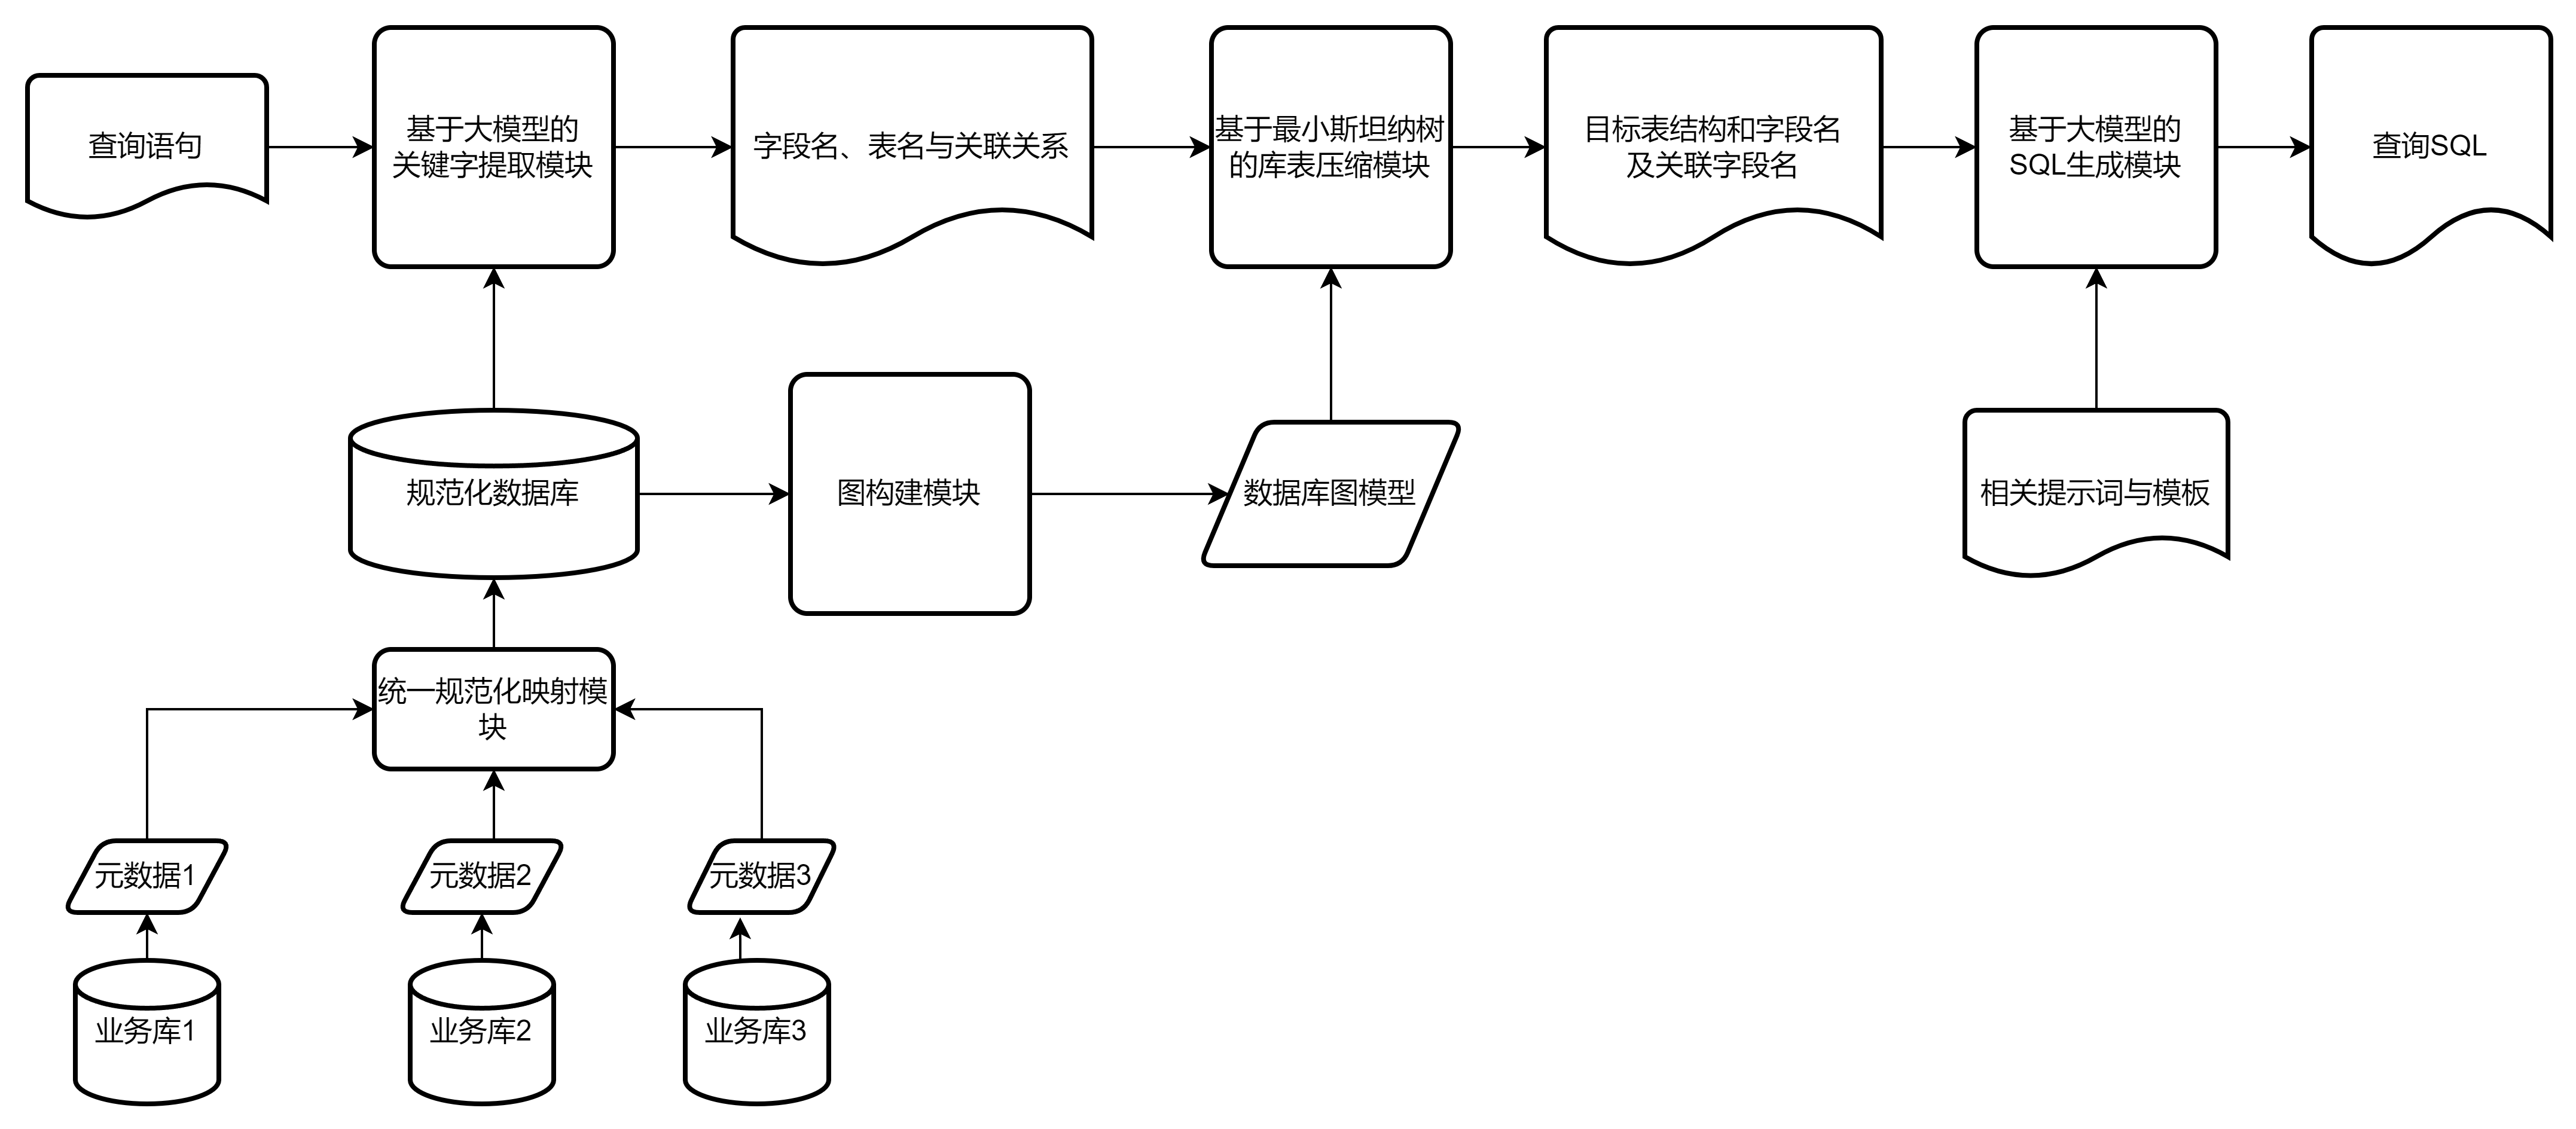 查询语句
基于大模型的
关键字提取模块
字段名、表名与关联关系
基于最小斯坦纳树
的库表压缩模块
目标表结构和字段名
及关联字段名
基于大模型的
SQL生成模块
查询SQL
规范化数据库
图构建模块
数据库图模型
相关提示词与模板
统一规范化映射模
块
元数据1
元数据2
元数据3
业务库1
业务库2
业务库3